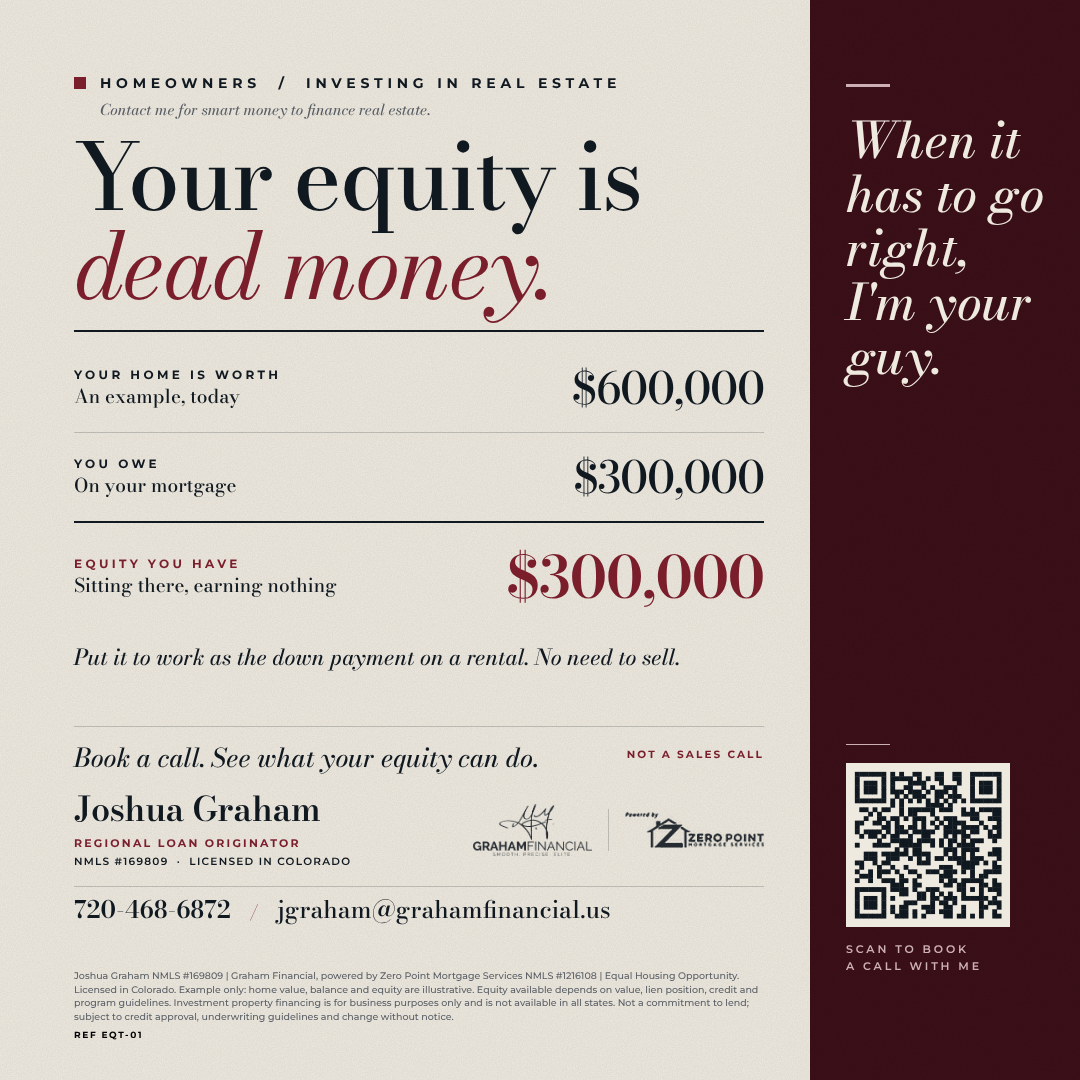 HOMEOWNERS / INVESTING IN REAL ESTATE
Contact me for smart money to finance real estate.
Your equity is
dead money.
YOUR HOME IS WORTH
An example, today
$600,000
YOU OWE
On your mortgage
$300,000
EQUITY YOU HAVE
Sitting there, earning nothing
$300,000
Put it to work as the down payment on a rental. No need to sell.
Book a call. See what your equity can do.
NOT A SALES CALL
Joshua Graham
REGIONAL LOAN ORIGINATOR
NMLS #169809 · LICENSED IN COLORADO
GRAHAMFINANCIAL
SMOOTH. PRECISE. ELITE.
Powered by
ZERO POINT
MORTGAGE SERVICES
720-468-6872 / jgraham@grahamfinancial.us
Joshua Graham NMLS #169809 | Graham Financial, powered by Zero Point Mortgage Services NMLS #1216108 | Equal Housing Opportunity.
Licensed in Colorado. Example only: home value, balance and equity are illustrative. Equity available depends on value, lien position, credit and
program guidelines. Investment property financing is for business purposes only and is not available in all states. Not a commitment to lend;
subject to credit approval, underwriting guidelines and change without notice.
REF EQT-01
When it
has to go
right,
I'm your
guy.
SCAN TO BOOK
A CALL WITH ME